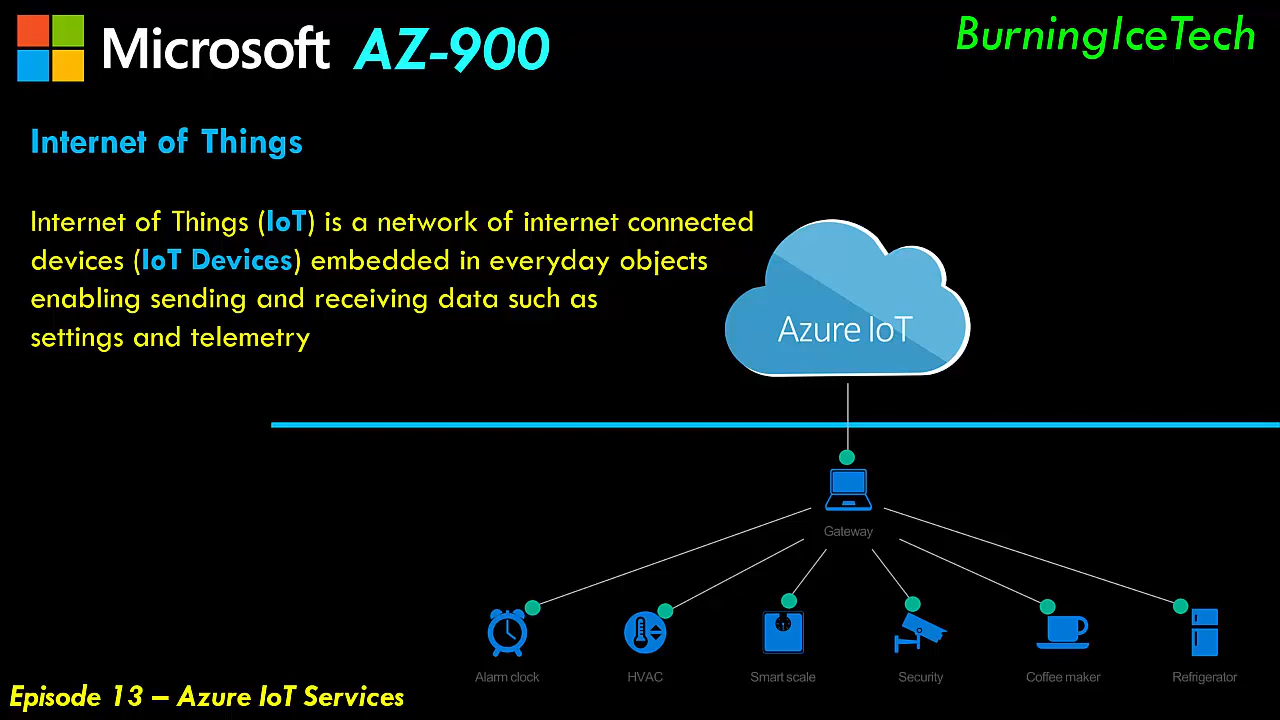 Microsoft AZ-900
BurningIceTech
Internet of Things
Internet of Things (IoT) is a network of internet connected
devices (IoT Devices) embedded in everyday objects
enabling sending and receiving data such as
settings and telemetry
Azure IoT
Gateway
Alarm clock
HVAC
Smart scale
Security
Coffee maker
Refrigerator
Episode 13 – Azure IoT Services